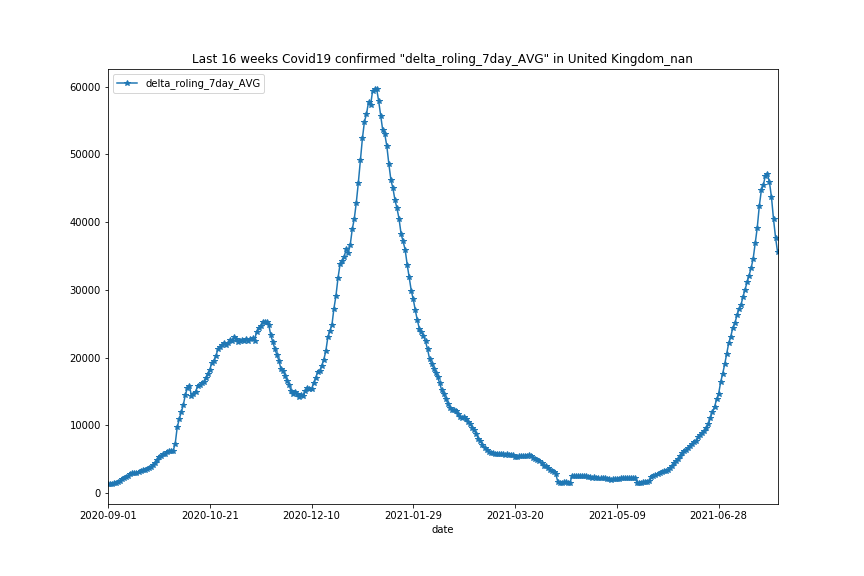 Last 16 weeks Covid19 confirmed "delta_roling_7day_AVG" in United Kingdom_nan
delta_roling_7day_AVG
60000
50000
40000
30000
20000
10000
0
2020-09-01 2020-10-21 2020-12-10 2021-01-29 2021-03-20 2021-05-09 2021-06-28
date